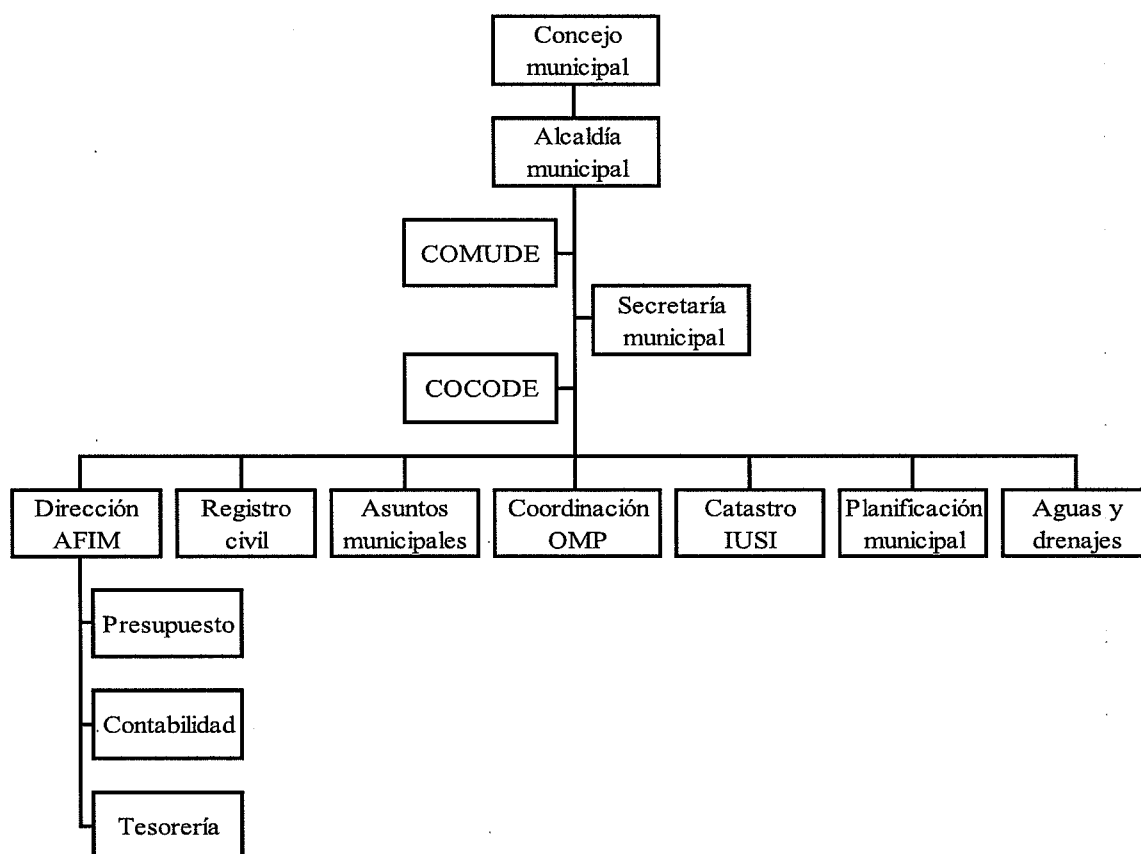 Concejo
municipal
Alcaldía
municipal
COMUDE
Secretaría
municipal
COCODE
Dirección
AFIM
Registro
civil
Asuntos
municipales
Coordinación
OMP
Catastro
IUSI
Planificación
municipal
Aguas y
drenajes
Presupuesto
Contabilidad
Tesorería